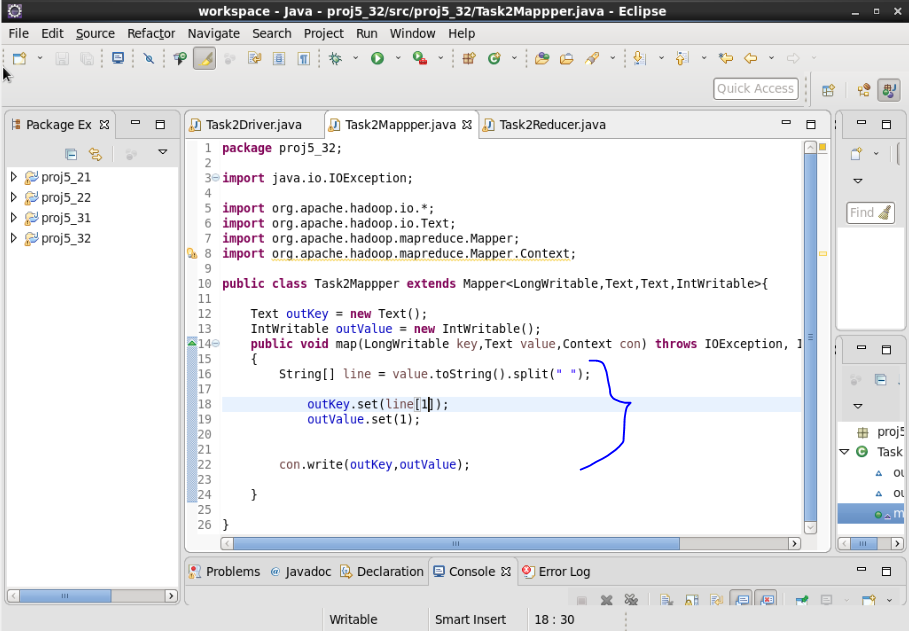 workspace - Java - proj5_32/src/proj5_32/Task2Mappper.java - Eclipse
File Edit Source Refactor Navigate Search Project Run Window Help
Quick Access
Package Ex
Task2Driver.java Task2Mappper.java Task2Reducer.java
proj5_21
proj5_22
proj5_31
proj5_32
1 package proj5_32;
2
3 import java.io.IOException;
4
5 import org.apache.hadoop.io.*;
6 import org.apache.hadoop.io.Text;
7 import org.apache.hadoop.mapreduce.Mapper;
8 import org.apache.hadoop.mapreduce.Mapper.Context;
9
10 public class Task2Mappper extends Mapper<LongWritable,Text,Text,IntWritable>{
11
12 Text outKey = new Text();
13 IntWritable outValue = new IntWritable();
14 public void map(LongWritable key,Text value,Context con) throws IOException, I
15 {
16 String[] line = value.toString().split(" ");
17
18 outKey.set(line[1]);
19 outValue.set(1);
20
21
22 con.write(outKey,outValue);
23
24 }
25
26 }
Find
proj5
Task
ou
ou
m
Problems @ Javadoc Declaration Console Error Log
Writable Smart Insert 18 : 30